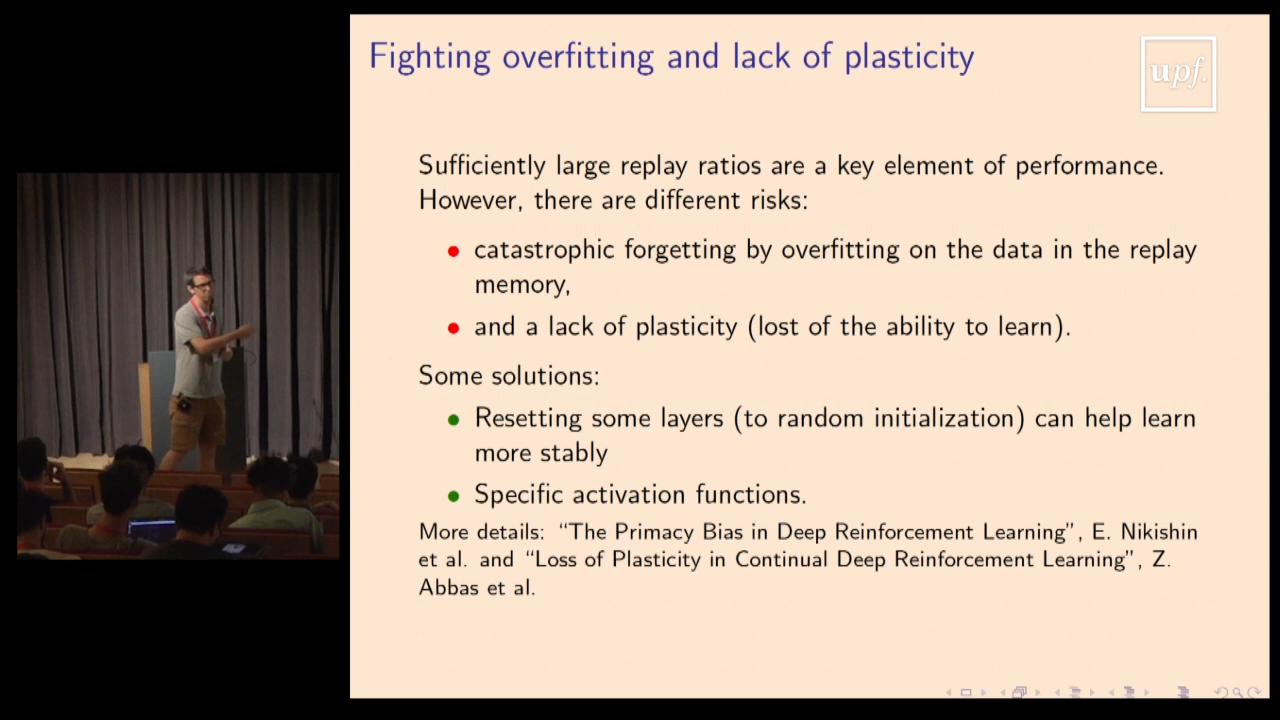 Fighting overfitting and lack of plasticity
upf.
Sufficiently large replay ratios are a key element of performance.
However, there are different risks:
catastrophic forgetting by overfitting on the data in the replay
memory,
and a lack of plasticity (lost of the ability to learn).
Some solutions:
Resetting some layers (to random initialization) can help learn
more stably
Specific activation functions.
More details: “The Primacy Bias in Deep Reinforcement Learning”, E. Nikishin
et al. and “Loss of Plasticity in Continual Deep Reinforcement Learning”, Z.
Abbas et al.